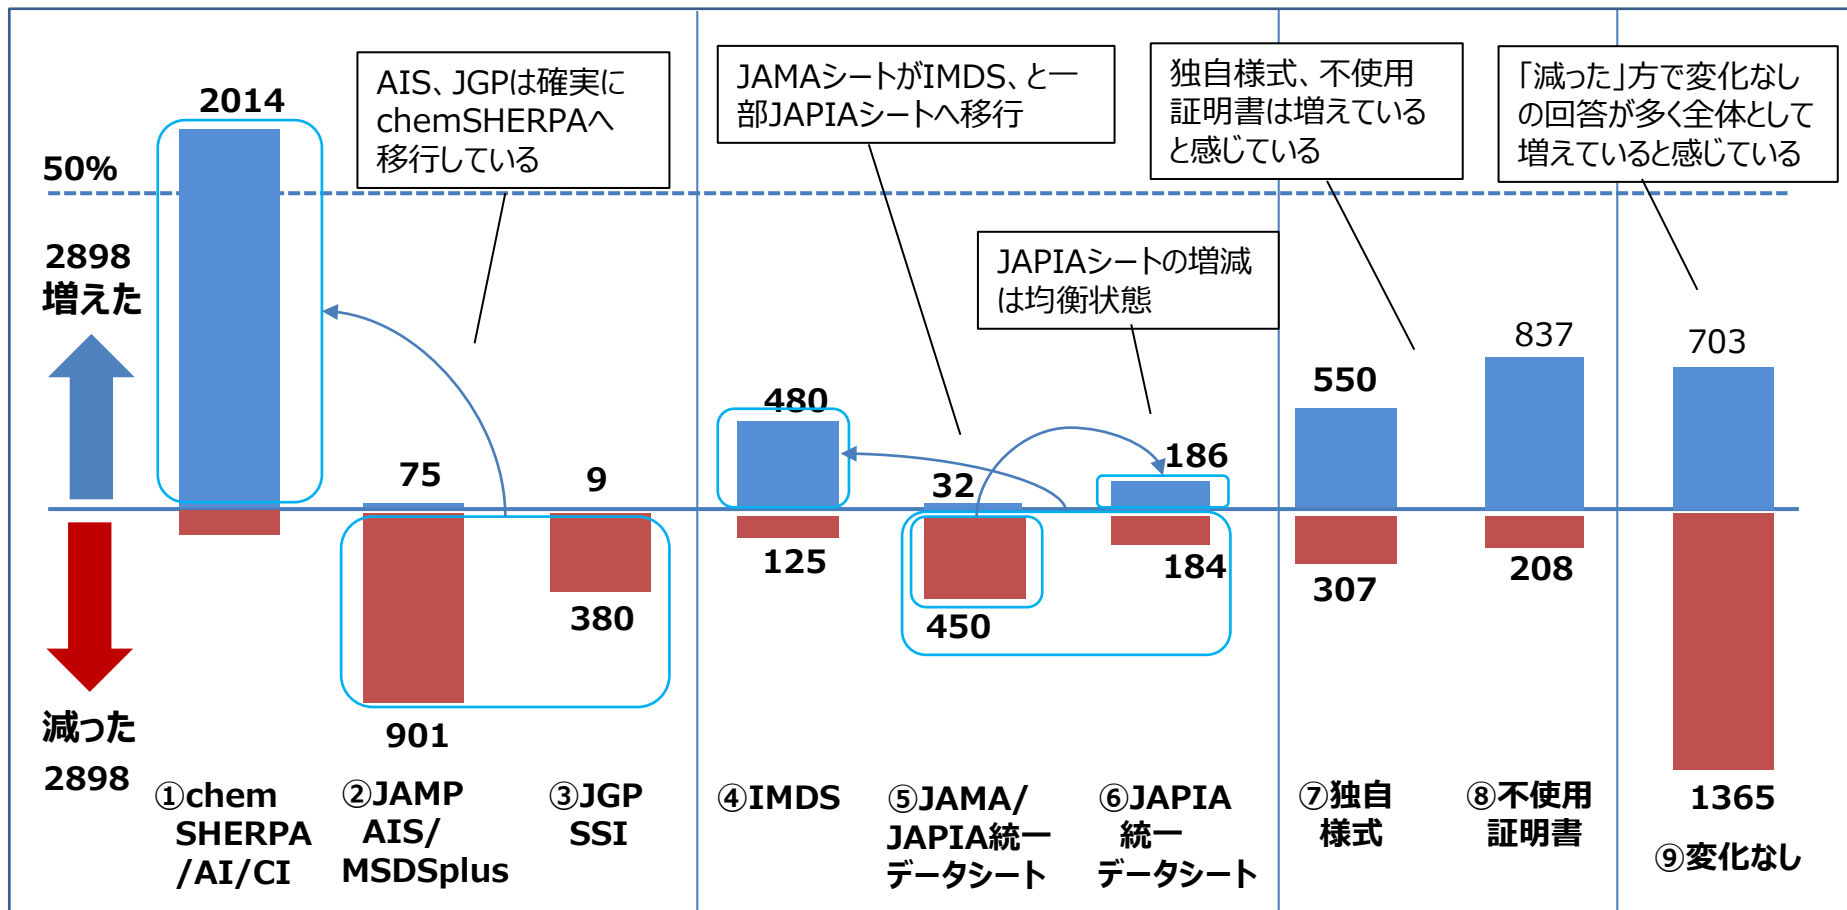 AIS、JGPは確実に
chemSHERPAへ
移行している
JAMAシートがIMDS、と一
部JAPIAシートへ移行
独自様式、不使用
証明書は増えている
と感じている
「減った」方で変化なし
の回答が多く全体として
増えていると感じている
JAPIAシートの増減
は均衡状態
50%
2898
増えた
減った
2898
2014
75
9
480
32
186
550
837
703
901
380
125
450
184
307
208
1365
①chem
SHERPA
/AI/CI
②JAMP
AIS/
MSDSplus
③JGP
SSI
④IMDS
⑤JAMA/
JAPIA統一
データシート
⑥JAPIA
統一
データシート
⑦独自
様式
⑧不使用
証明書
⑨変化なし